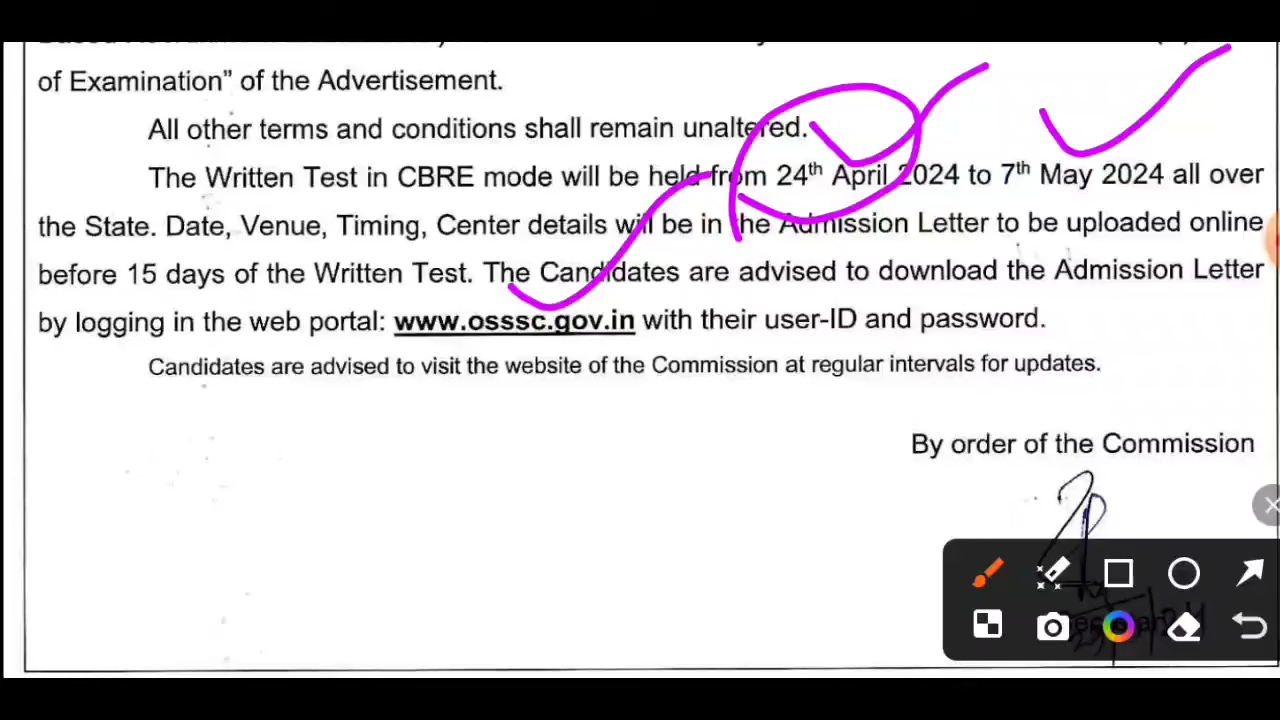 of Examination” of the Advertisement.
All other terms and conditions shall remain unaltered.
The Written Test in CBRE mode will be held from 24th April 2024 to 7th May 2024 all over
the State. Date, Venue, Timing, Center details will be in the Admission Letter to be uploaded online
before 15 days of the Written Test. The Candidates are advised to download the Admission Letter
by logging in the web portal: www.osssc.gov.in with their user-ID and password.
Candidates are advised to visit the website of the Commission at regular intervals for updates.
By order of the Commission